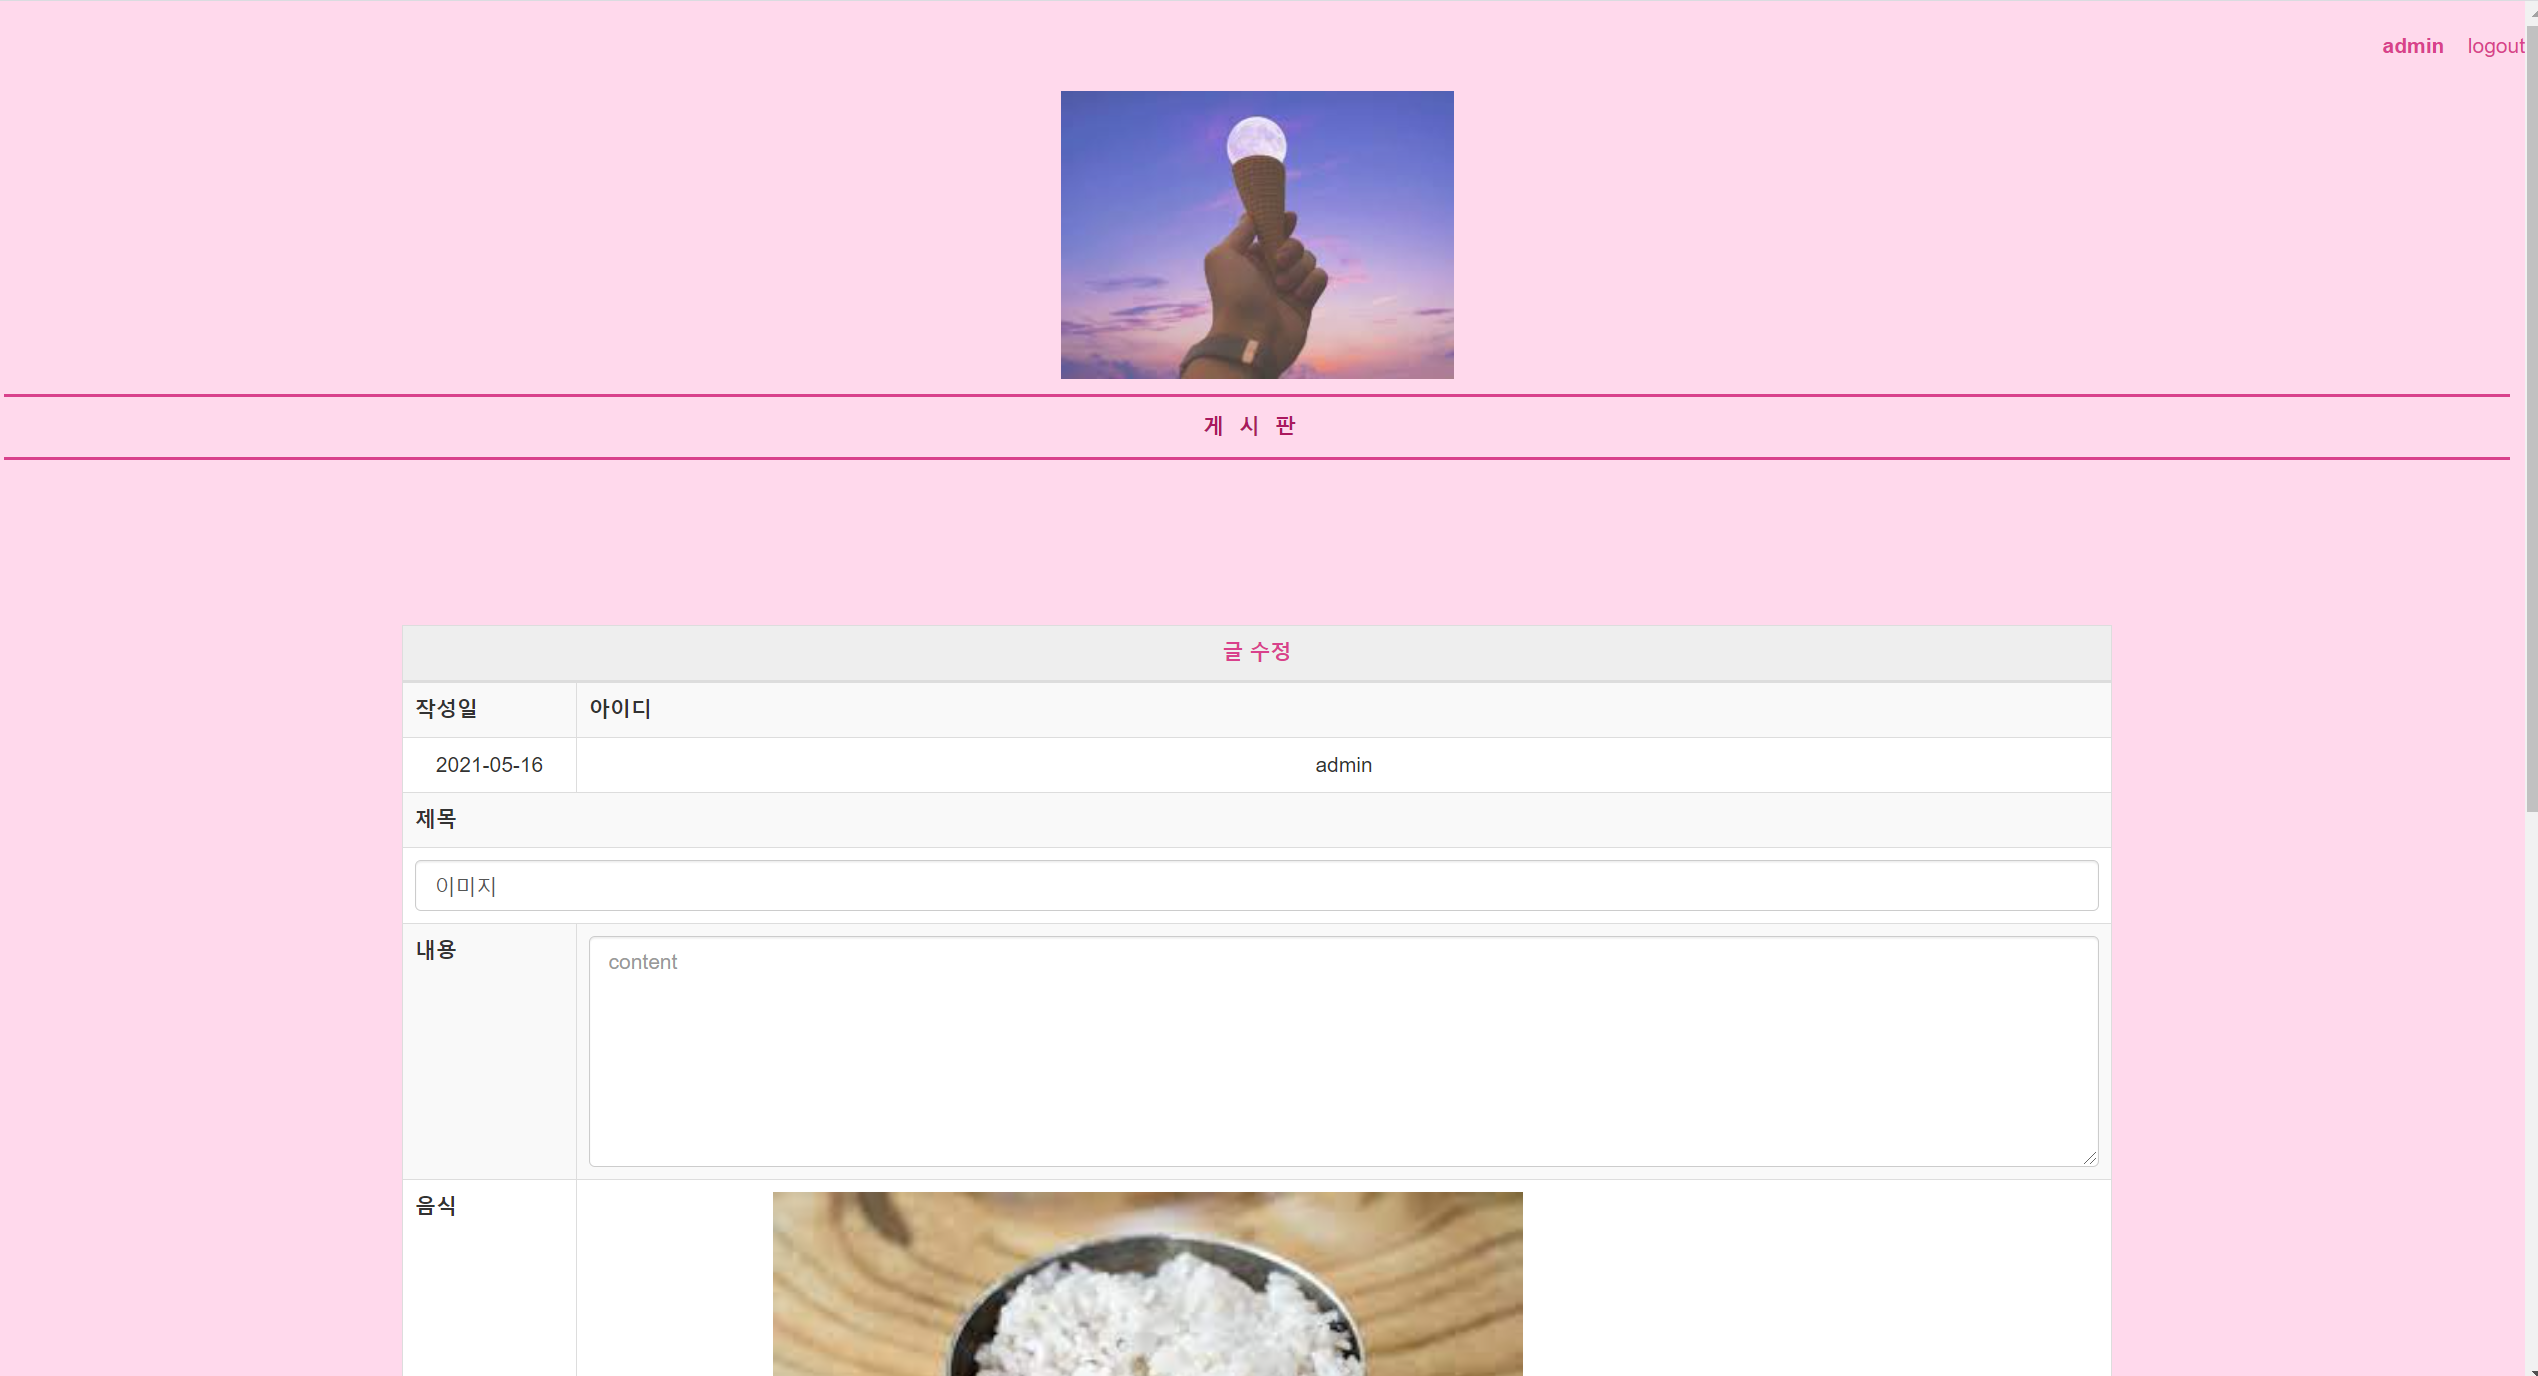 admin logout
게 시 판
글 수정
작성일 아이디
2021-05-16 admin
제목
이미지
내용 content
음식